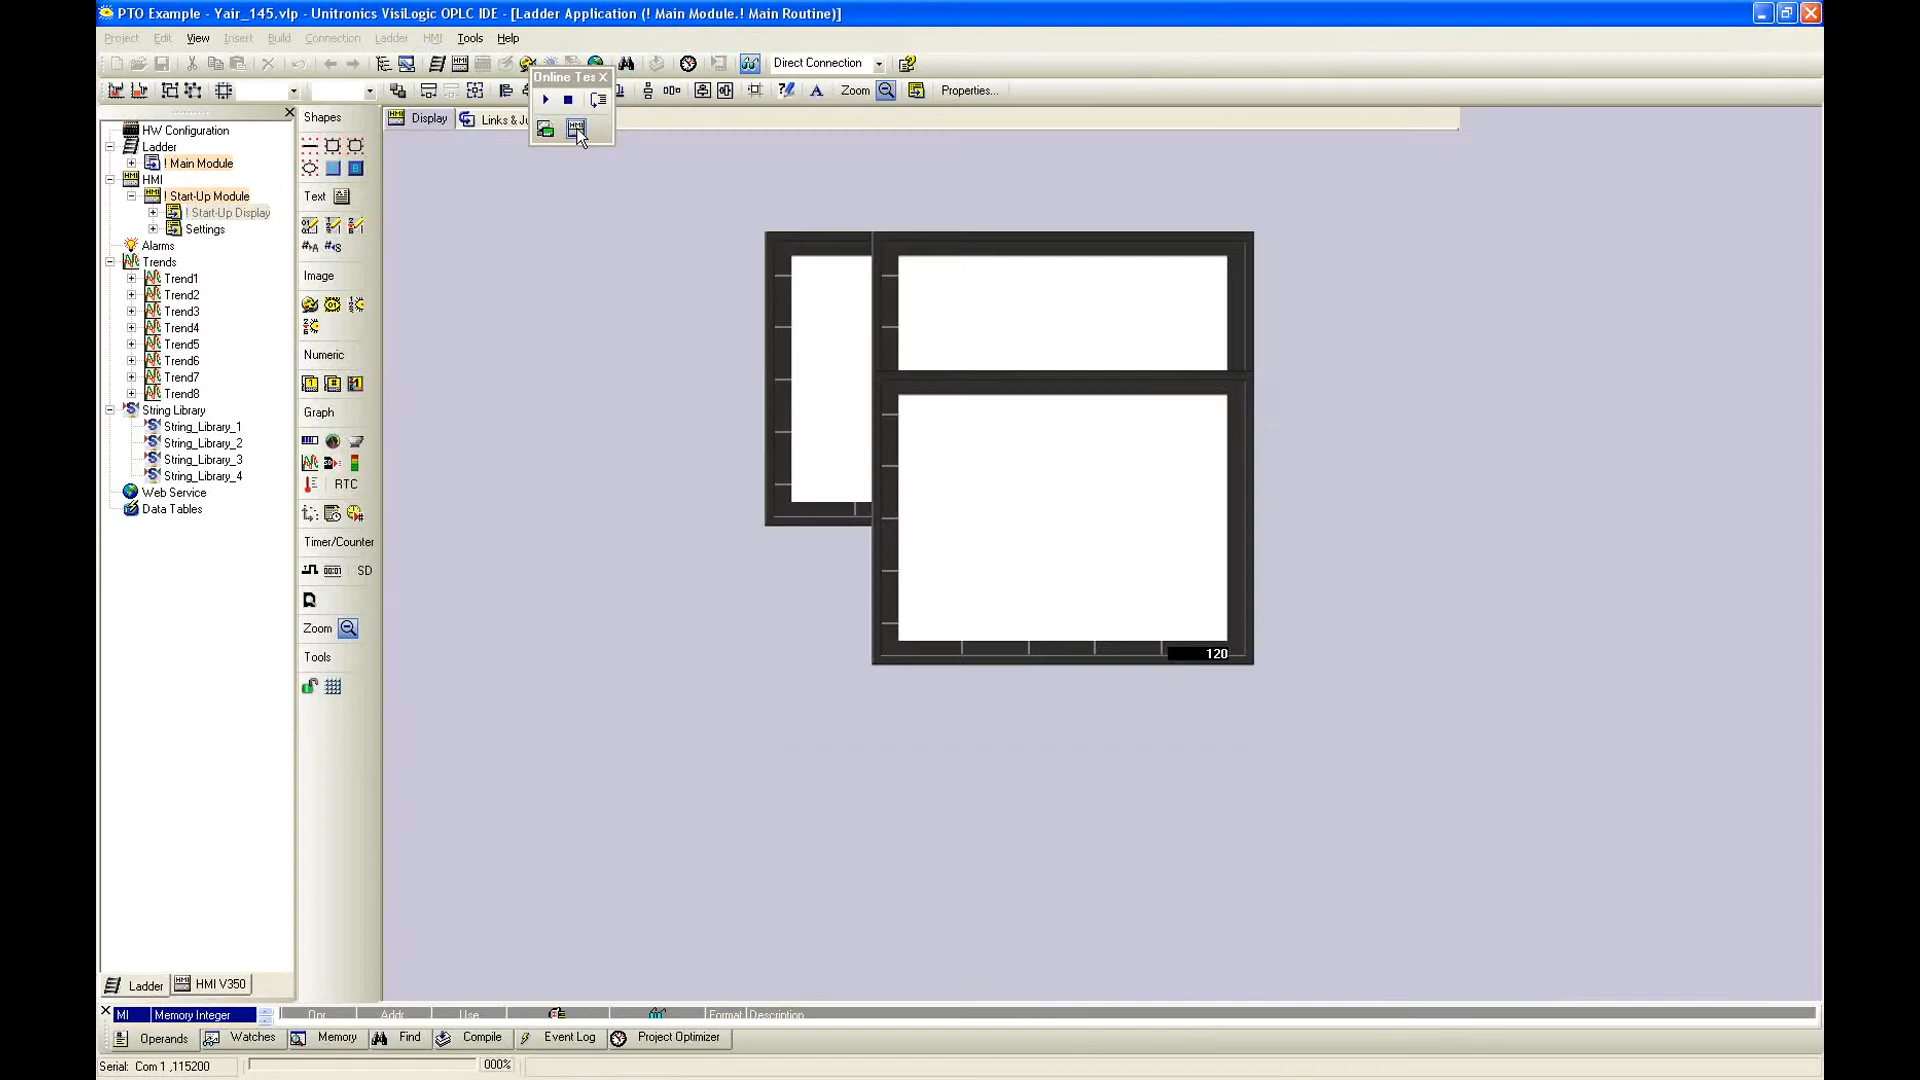 PTO Example - Yair_145.vlp - Unitronics VisiLogic OPLC IDE - [Ladder Application (! Main Module.! Main Routine)]
Project Edit View Insert Build Connection Ladder HMI Tools Help
Direct Connection
Online Tes X
Zoom Properties...
Display Links & Ju
HW Configuration
Ladder
! Main Module
HMI
! Start-Up Module
! Start-Up Display
Settings
Alarms
Trends
Trend1
Trend2
Trend3
Trend4
Trend5
Trend6
Trend7
Trend8
String Library
String_Library_1
String_Library_2
String_Library_3
String_Library_4
Web Service
Data Tables
Shapes
Text
Image
Numeric
Graph
RTC
Timer/Counter
SD
Zoom
Tools
120
Ladder HMI V350
MI Memory Integer Opr Addr Use Format Description
Operands Watches Memory Find Compile Event Log Project Optimizer
Serial: Com 1 ,115200 000%